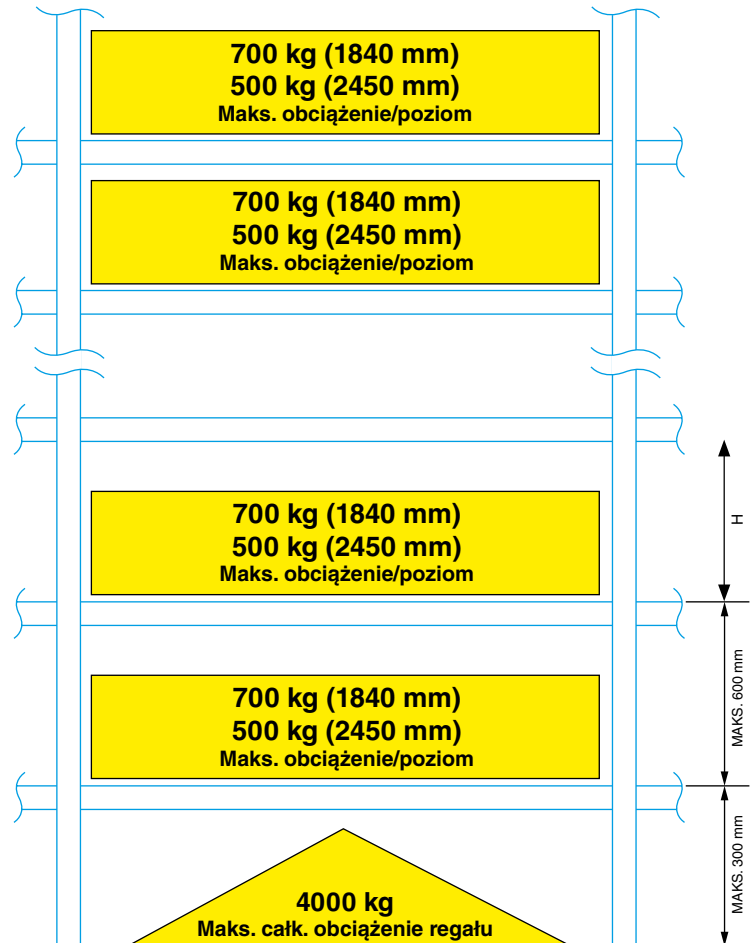 700 kg (1840 mm)
500 kg (2450 mm)
Maks. obciążenie/poziom
700 kg (1840 mm)
500 kg (2450 mm)
Maks. obciążenie/poziom
700 kg (1840 mm)
500 kg (2450 mm)
Maks. obciążenie/poziom
H
700 kg (1840 mm)
500 kg (2450 mm)
Maks. obciążenie/poziom
MAKS. 600 mm
4000 kg
Maks. całk. obciążenie regału
MAKS. 300 mm